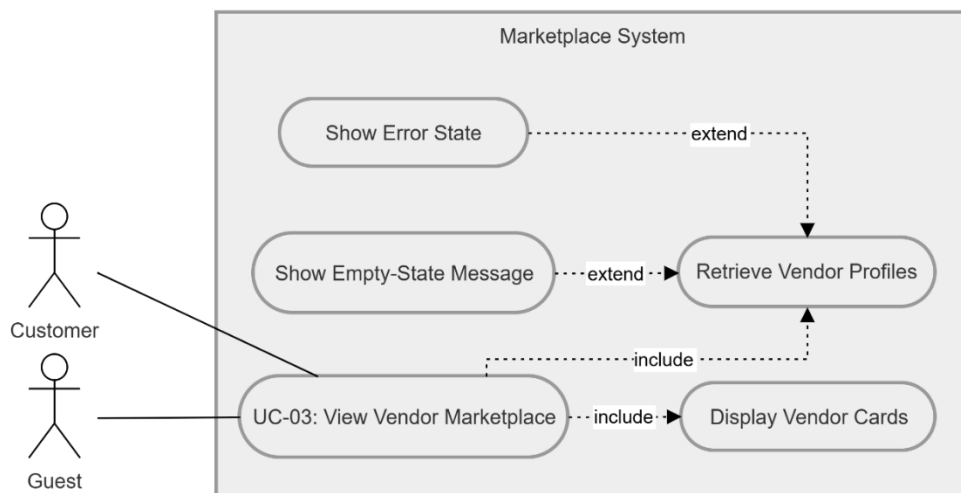 Marketplace System
Show Error State
extend
Show Empty-State Message
extend
Retrieve Vendor Profiles
Customer
include
UC-03: View Vendor Marketplace
include
Display Vendor Cards
Guest